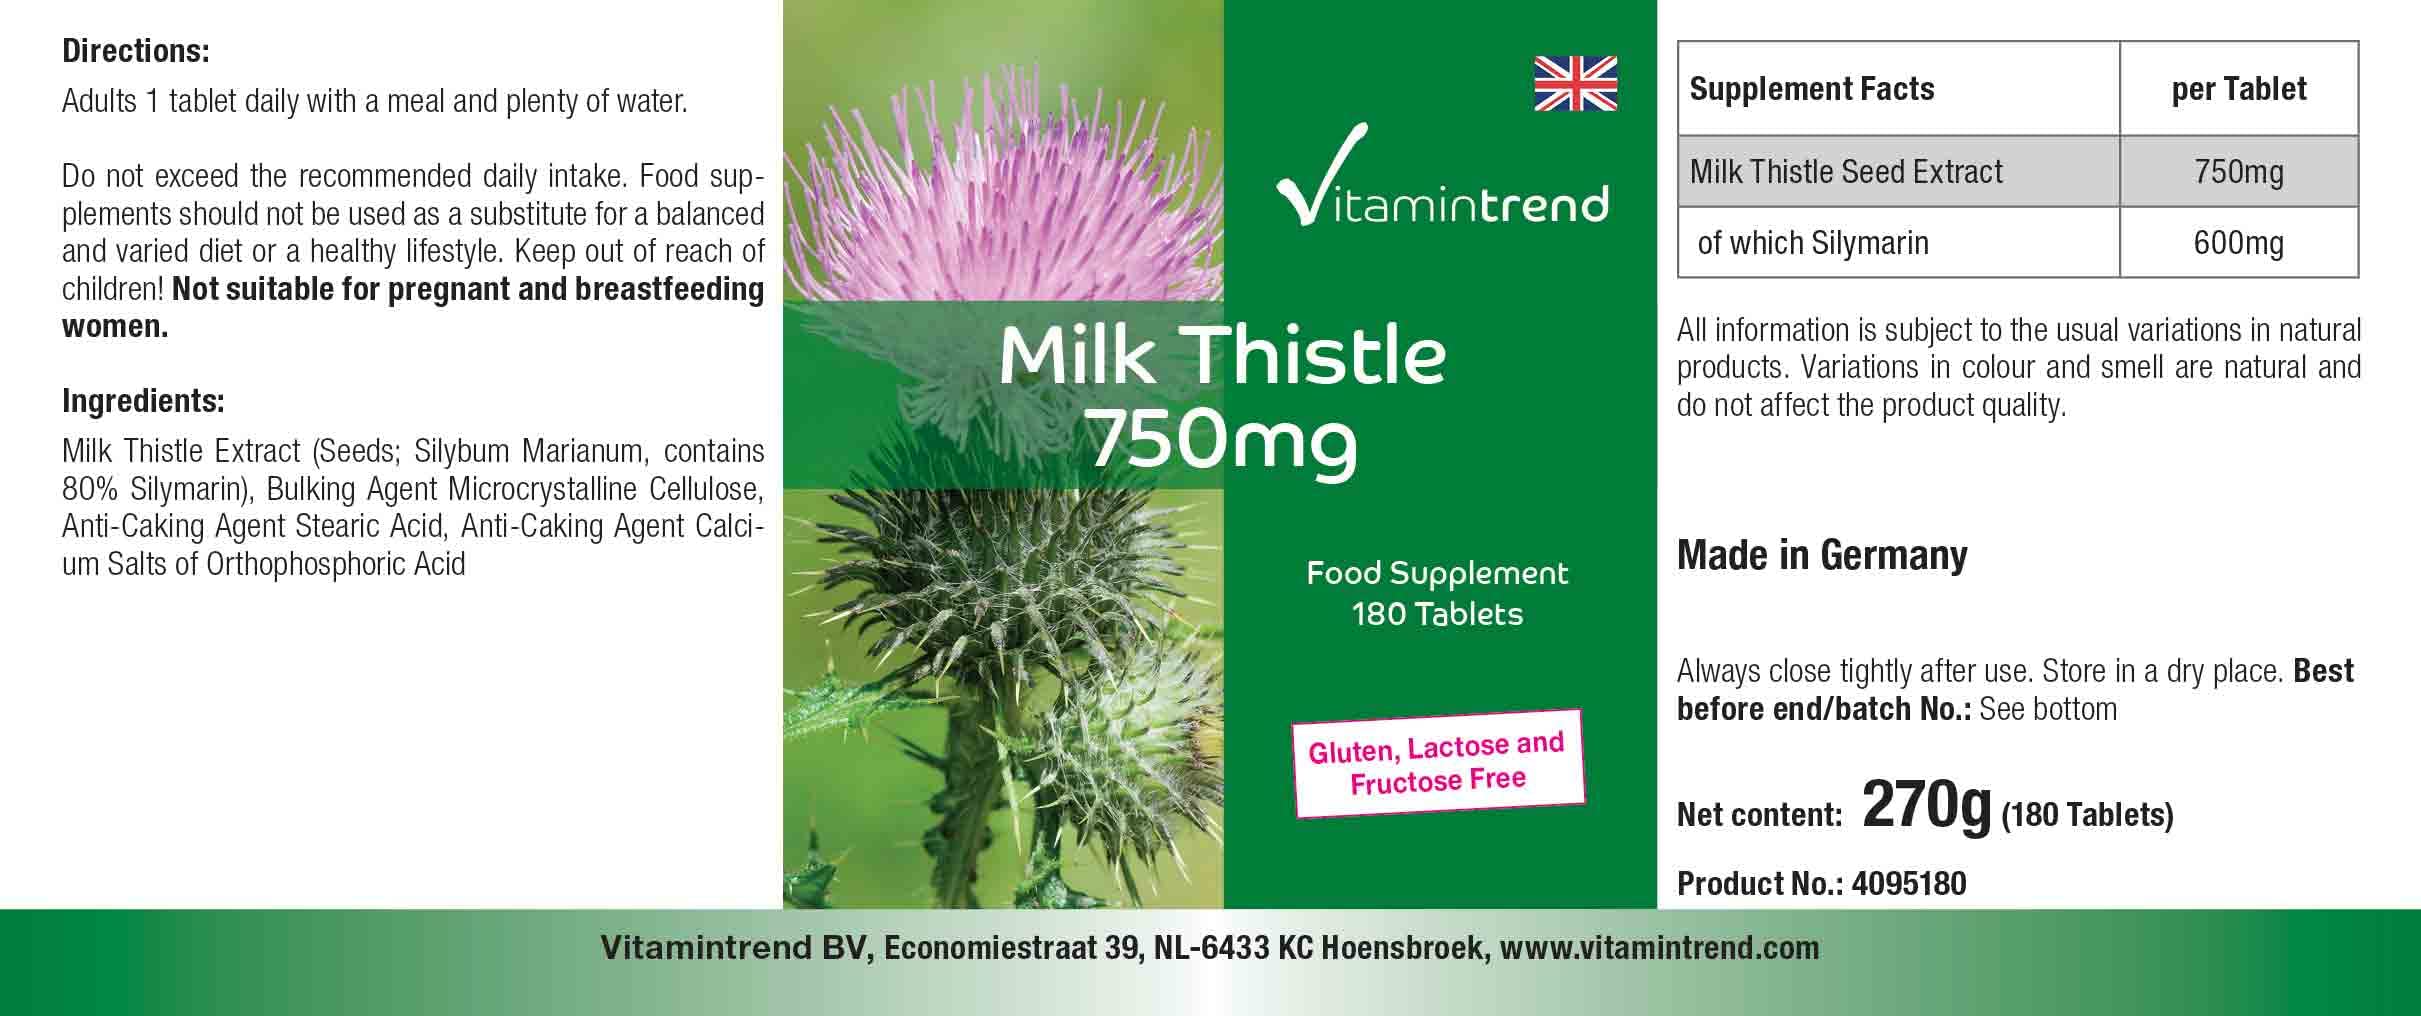 Directions:
Adults 1 tablet daily with a meal and plenty of water.
Do not exceed the recommended daily intake. Food sup-
plements should not be used as a substitute for a balanced
and varied diet or a healthy lifestyle. Keep out of reach of
children! Not suitable for pregnant and breastfeeding
women.
Ingredients:
Milk Thistle Extract (Seeds; Silybum Marianum, contains
80% Silymarin), Bulking Agent Microcrystalline Cellulose,
Anti-Caking Agent Stearic Acid, Anti-Caking Agent Calci-
um Salts of Orthophosphoric Acid
Vitamintrend
Milk Thistle
750mg
Food Supplement
180 Tablets
Gluten, Lactose and
Fructose Free
Supplement Facts per Tablet
Milk Thistle Seed Extract 750mg
of which Silymarin 600mg
All information is subject to the usual variations in natural
products. Variations in colour and smell are natural and
do not affect the product quality.
Made in Germany
Always close tightly after use. Store in a dry place. Best
before end/batch No.: See bottom
Net content: 270g (180 Tablets)
Product No.: 4095180
Vitamintrend BV, Economiestraat 39, NL-6433 KC Hoensbroek, www.vitamintrend.com